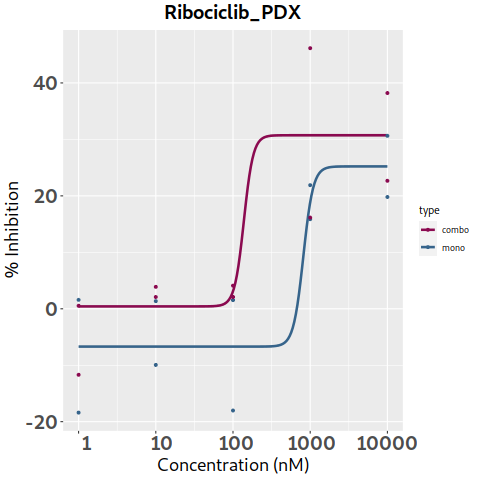 Ribociclib_PDX
% Inhibition
40
20
0
-20
1 10 100 1000 10000
Concentration (nM)
type
combo
mono